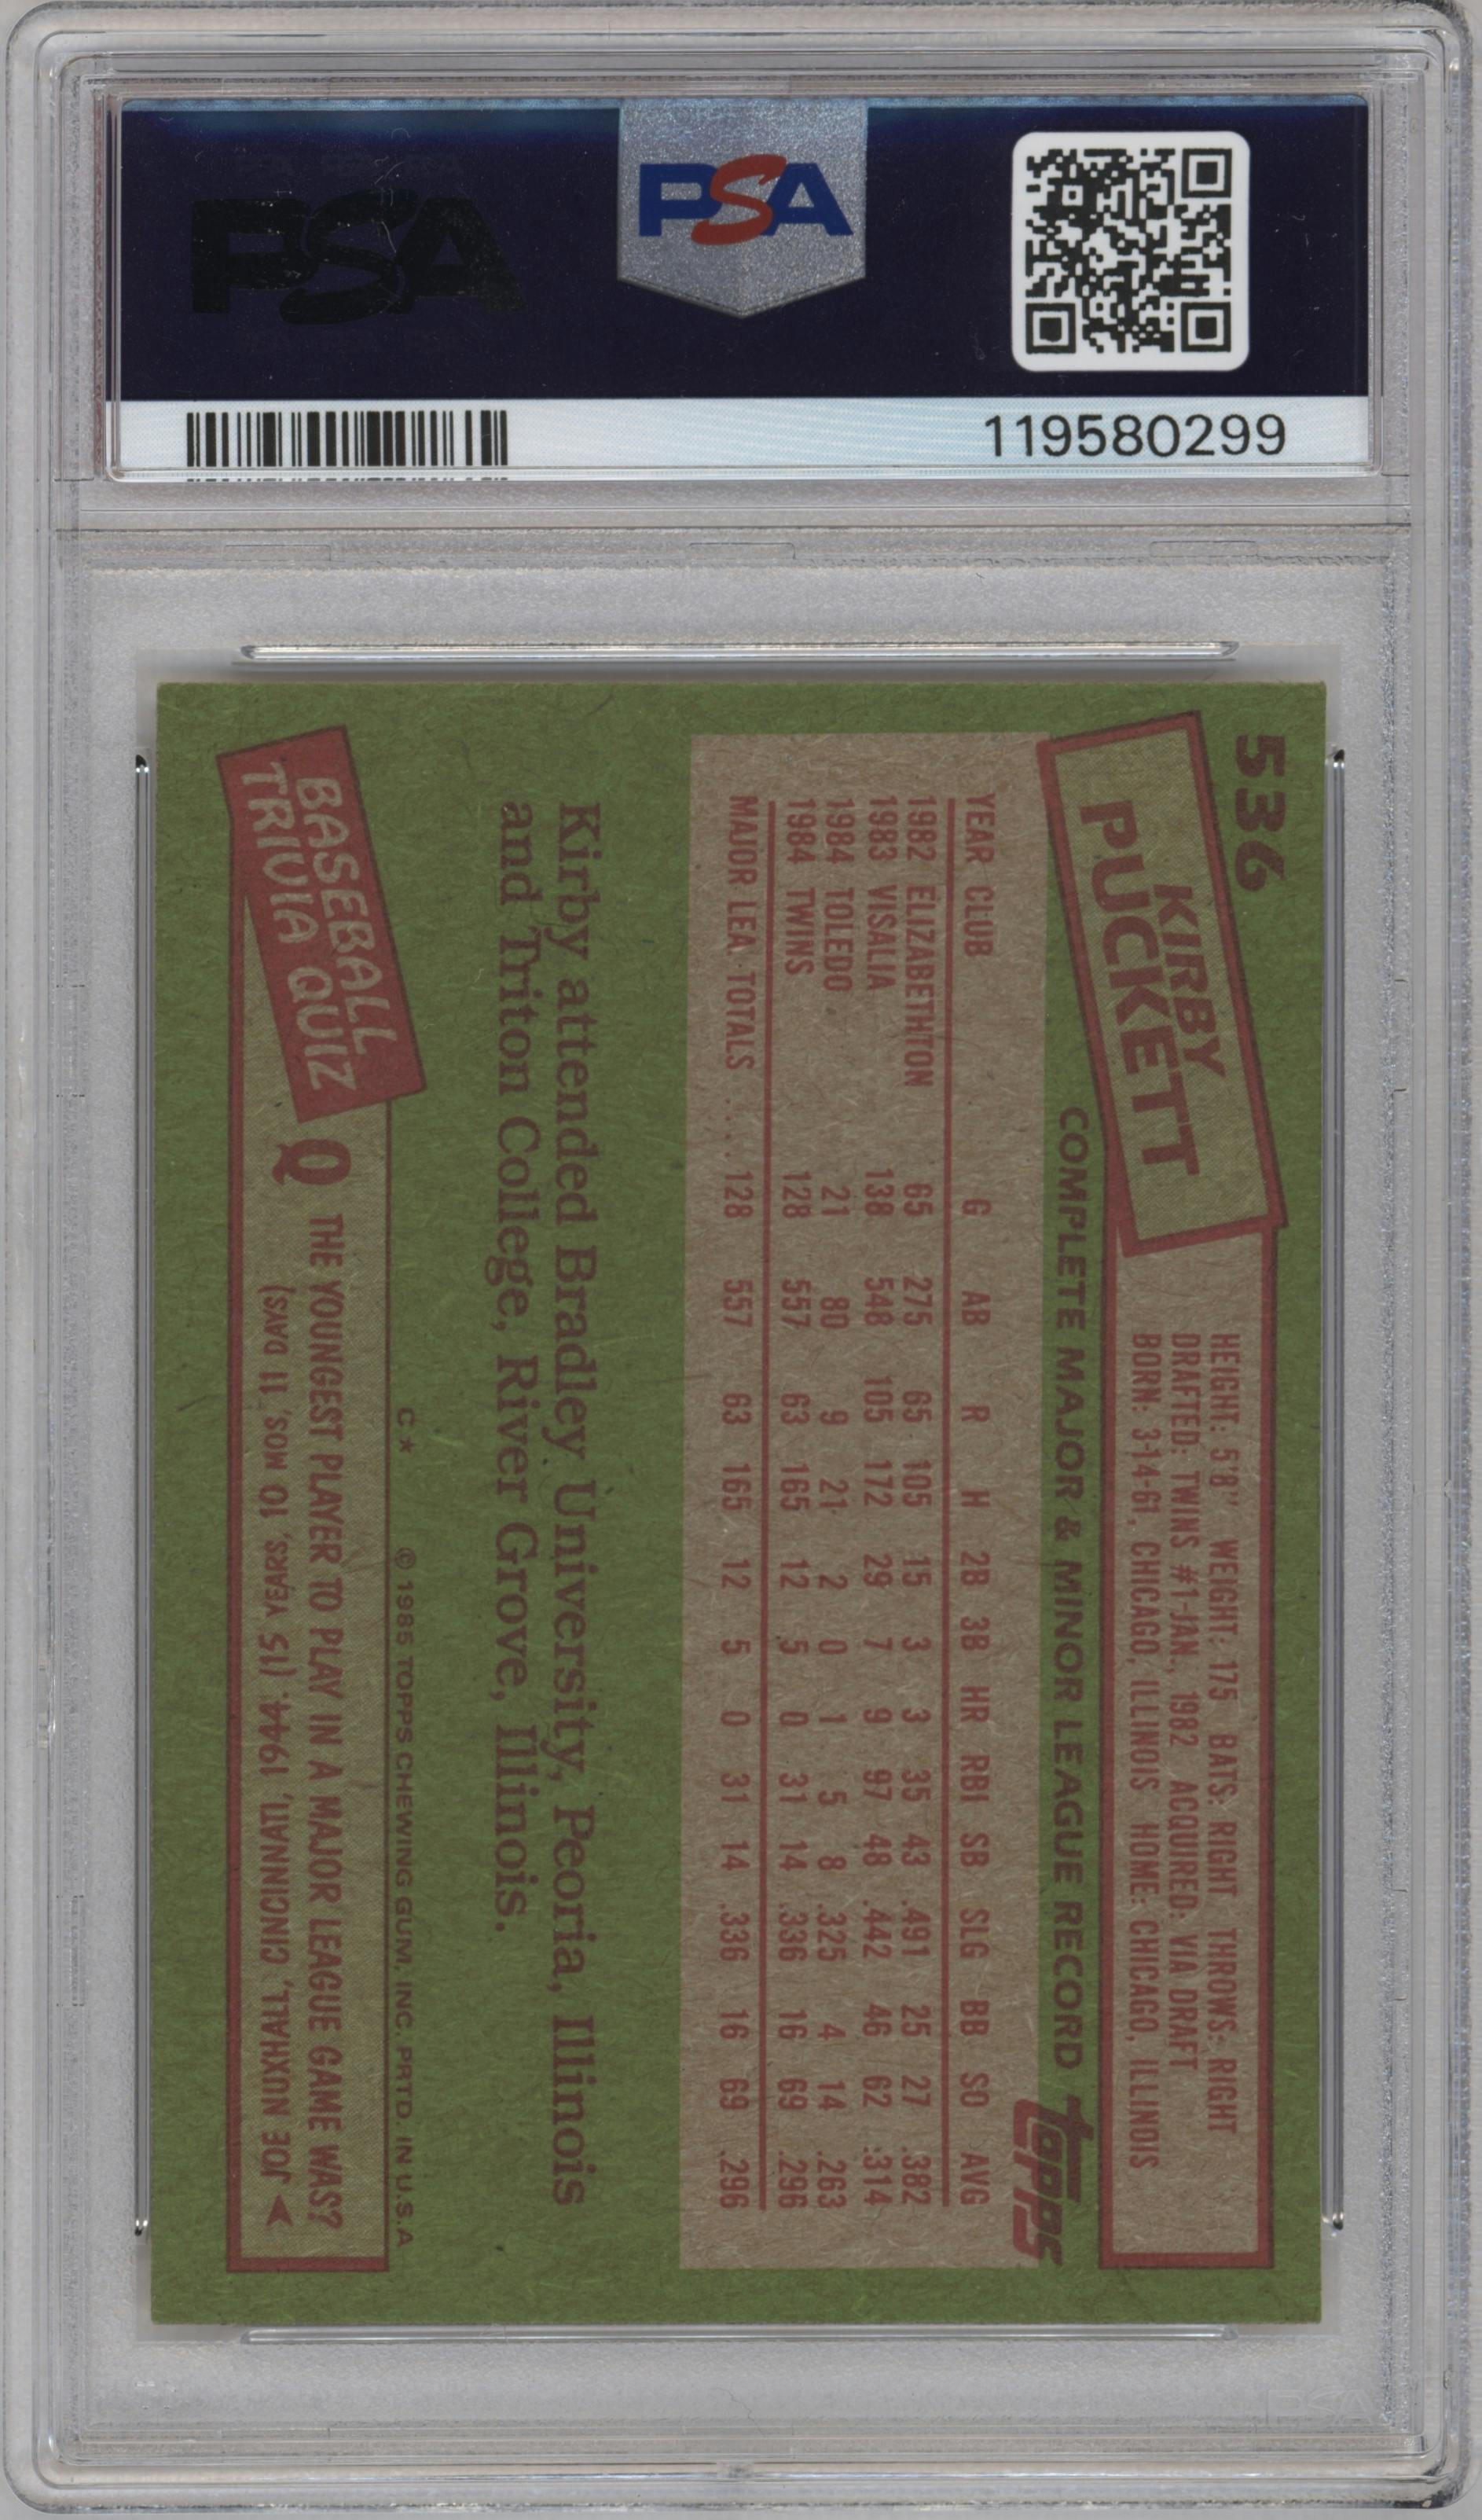 PSA
PSA
119580299
536
KIRBY
PUCKETT
HEIGHT: 5'8" WEIGHT: 175 BATS: RIGHT THROWS: RIGHT
DRAFTED: TWINS #1-JAN., 1982 ACQUIRED: VIA DRAFT
BORN: 3-14-61, CHICAGO, ILLINOIS HOME: CHICAGO, ILLINOIS
COMPLETE MAJOR & MINOR LEAGUE RECORD
topps
YEAR CLUB G AB R H 2B 3B HR RBI SB SLG BB SO AVG
1982 ELIZABETHTON 65 275 65 105 15 3 3 35 43 .491 25 27 .382
1983 VISALIA 138 548 105 172 29 7 9 97 48 .442 46 62 .314
1984 TOLEDO 21 80 9 21 2 0 1 5 8 .325 4 14 .263
1984 TWINS 128 557 63 165 12 5 0 31 14 .336 16 69 .296
MAJOR LEA. TOTALS .... 128 557 63 165 12 5 0 31 14 .336 16 69 .296
Kirby attended Bradley University, Peoria, Illinois
and Triton College, River Grove, Illinois.
C* © 1985 TOPPS CHEWING GUM, INC. PRTD. IN U.S.A
BASEBALL
TRIVIA QUIZ
Q THE YOUNGEST PLAYER TO PLAY IN A MAJOR LEAGUE GAME WAS?
JOE NUXHALL, CINCINNATI, 1944. (15 YEARS, 10 MOS, 11 DAYS)
PSA